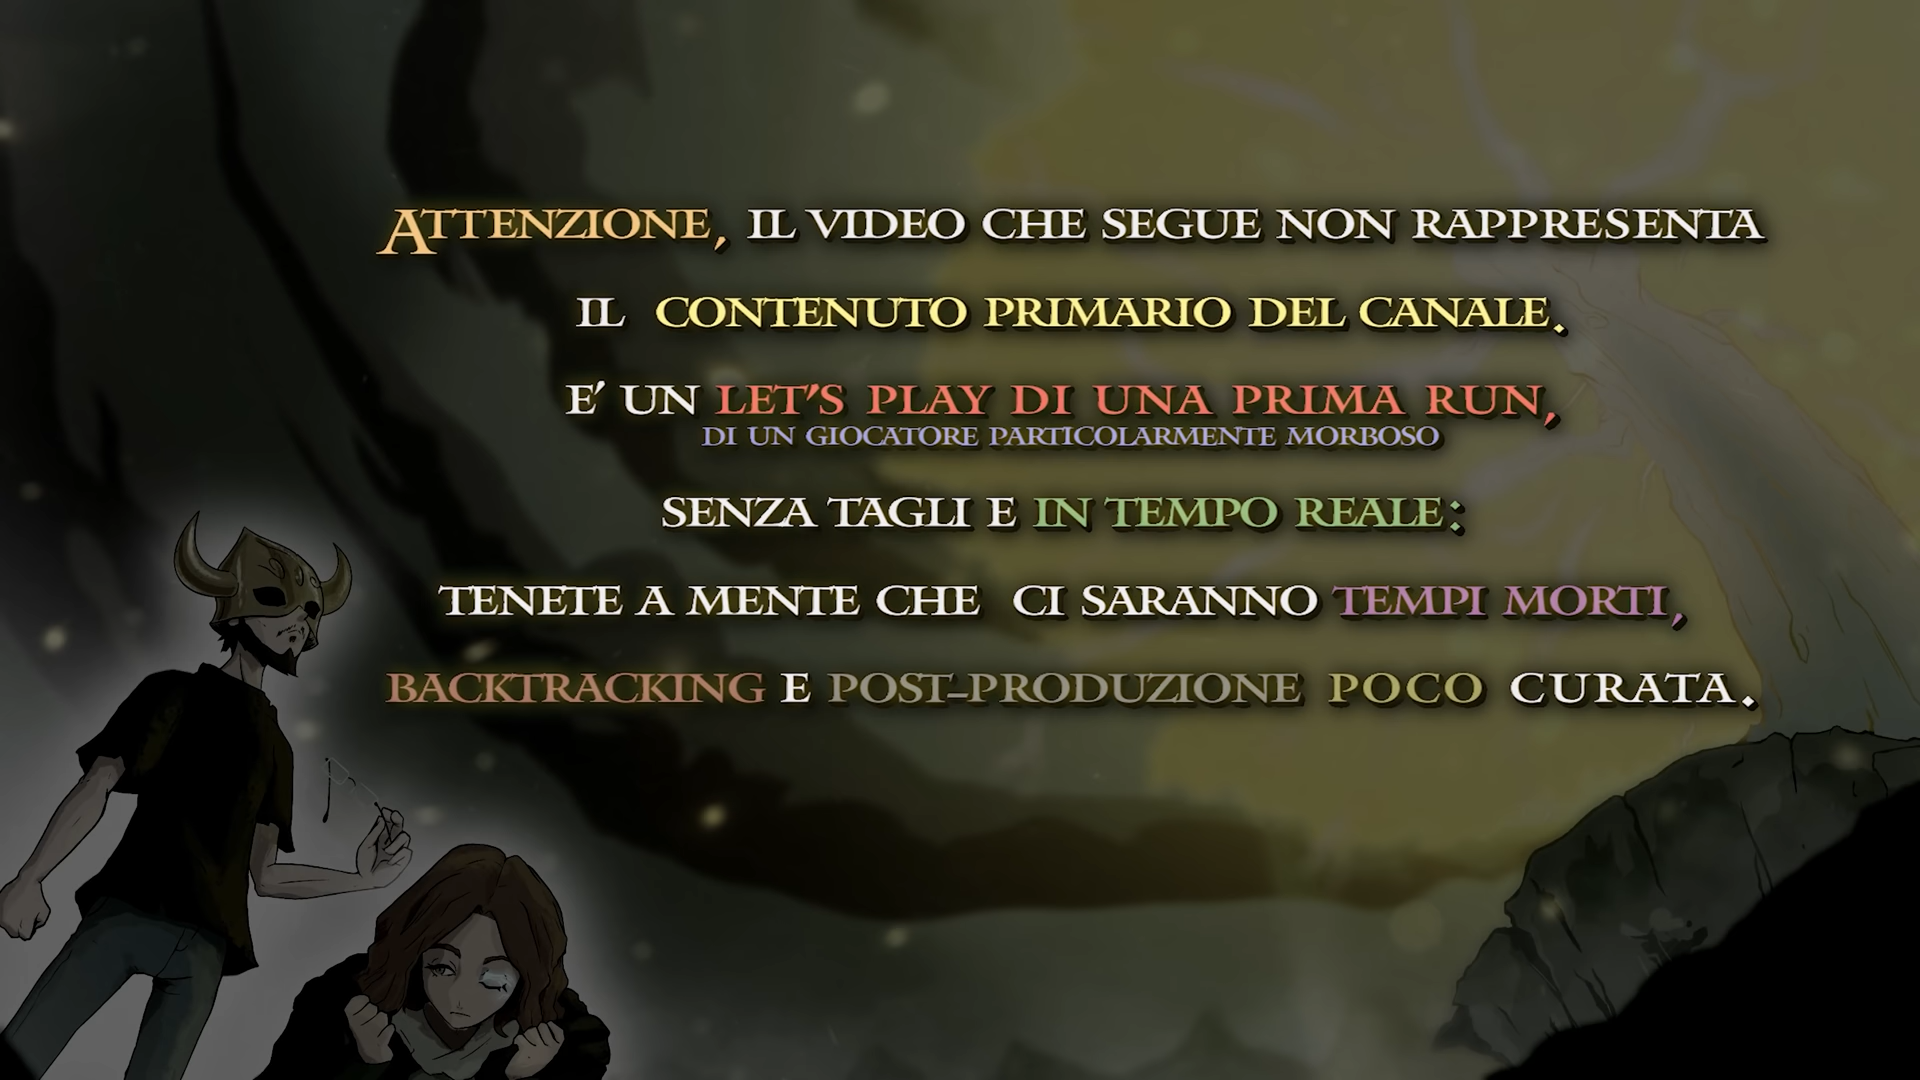 ATTENZIONE, IL VIDEO CHE SEGUE NON RAPPRESENTA
IL CONTENUTO PRIMARIO DEL CANALE.
E' UN LET'S PLAY DI UNA PRIMA RUN,
DI UN GIOCATORE PARTICOLARMENTE MORBOSO
SENZA TAGLI E IN TEMPO REALE:
TENETE A MENTE CHE CI SARANNO TEMPI MORTI,
BACKTRACKING E POST-PRODUZIONE POCO CURATA.